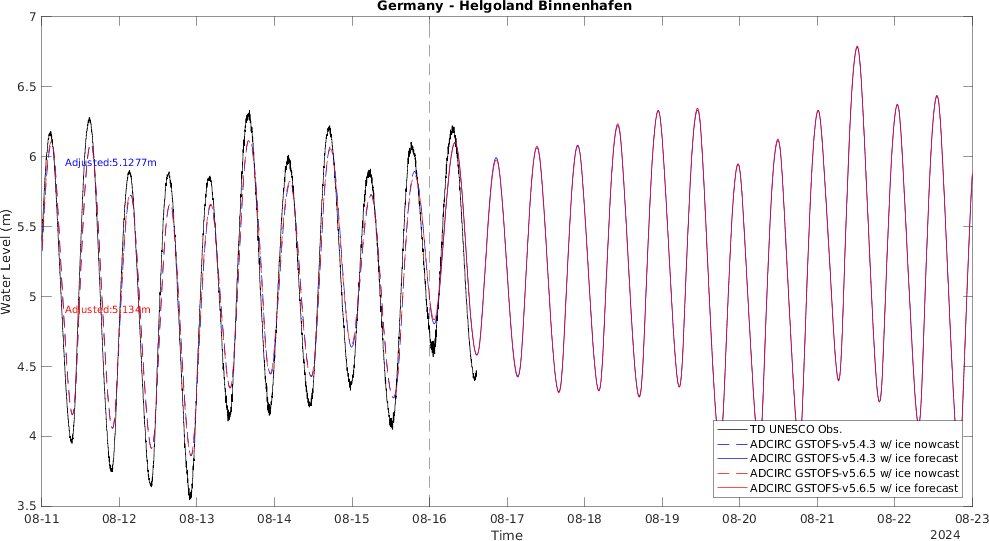 Germany - Helgoland Binnenhafen
7
6.5
6
5.5
5
4.5
4
3.5
Water Level (m)
Adjusted:5.1277m
Adjusted:5.134m
TD UNESCO Obs.
ADCIRC GSTOFS-v5.4.3 w/ ice nowcast
ADCIRC GSTOFS-v5.4.3 w/ ice forecast
ADCIRC GSTOFS-v5.6.5 w/ ice nowcast
ADCIRC GSTOFS-v5.6.5 w/ ice forecast
08-11 08-12 08-13 08-14 08-15 08-16 08-17 08-18 08-19 08-20 08-21 08-22 08-23
Time
2024